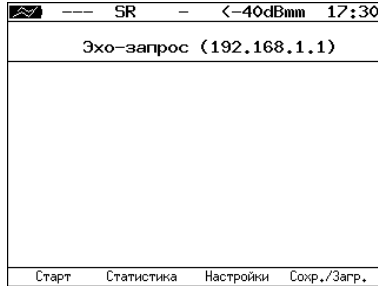 --- SR - <-40dBmm 17:30
Эхо-запрос (192.168.1.1)
Старт Статистика Настройки Сохр./Загр.